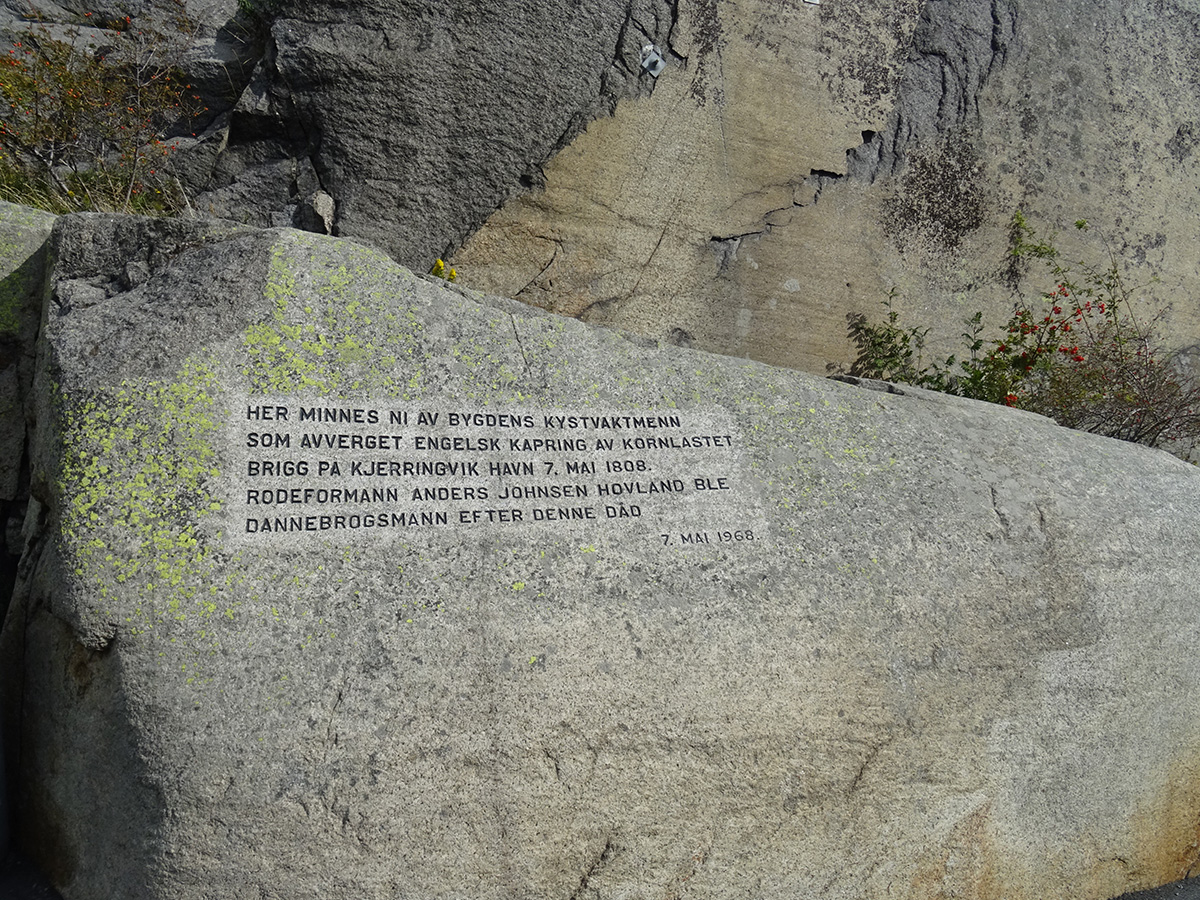 HER MINNES NI AV BYGDENS KYSTVAKTMENN
SOM AVVERGET ENGELSK KAPRING AV KORNLASTET
BRIGG PÅ KJERRINGVIK HAVN 7. MAI 1808.
RODEFORMANN ANDERS JOHNSEN HOVLAND BLE
DANNEBROGSMANN EFTER DENNE DÅD
7. MAI 1968.